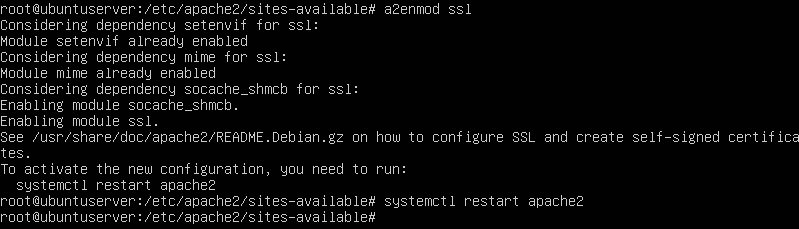 root@ubuntuserver:/etc/apache2/sites-available# a2enmod ssl
Considering dependency setenvif for ssl:
Module setenvif already enabled
Considering dependency mime for ssl:
Module mime already enabled
Considering dependency socache_shmcb for ssl:
Enabling module socache_shmcb.
Enabling module ssl.
See /usr/share/doc/apache2/README.Debian.gz on how to configure SSL and create self-signed certifica
tes.
To activate the new configuration, you need to run:
  systemctl restart apache2
root@ubuntuserver:/etc/apache2/sites-available# systemctl restart apache2
root@ubuntuserver:/etc/apache2/sites-available#